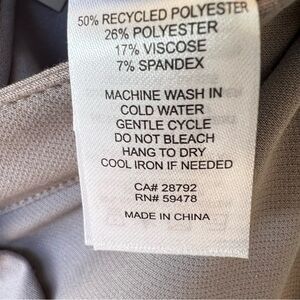 50% RECYCLED POLYESTER
26% POLYESTER
17% VISCOSE
7% SPANDEX
MACHINE WASH IN
COLD WATER
GENTLE CYCLE
DO NOT BLEACH
HANG TO DRY
COOL IRON IF NEEDED
CA# 28792
RN# 59478
MADE IN CHINA